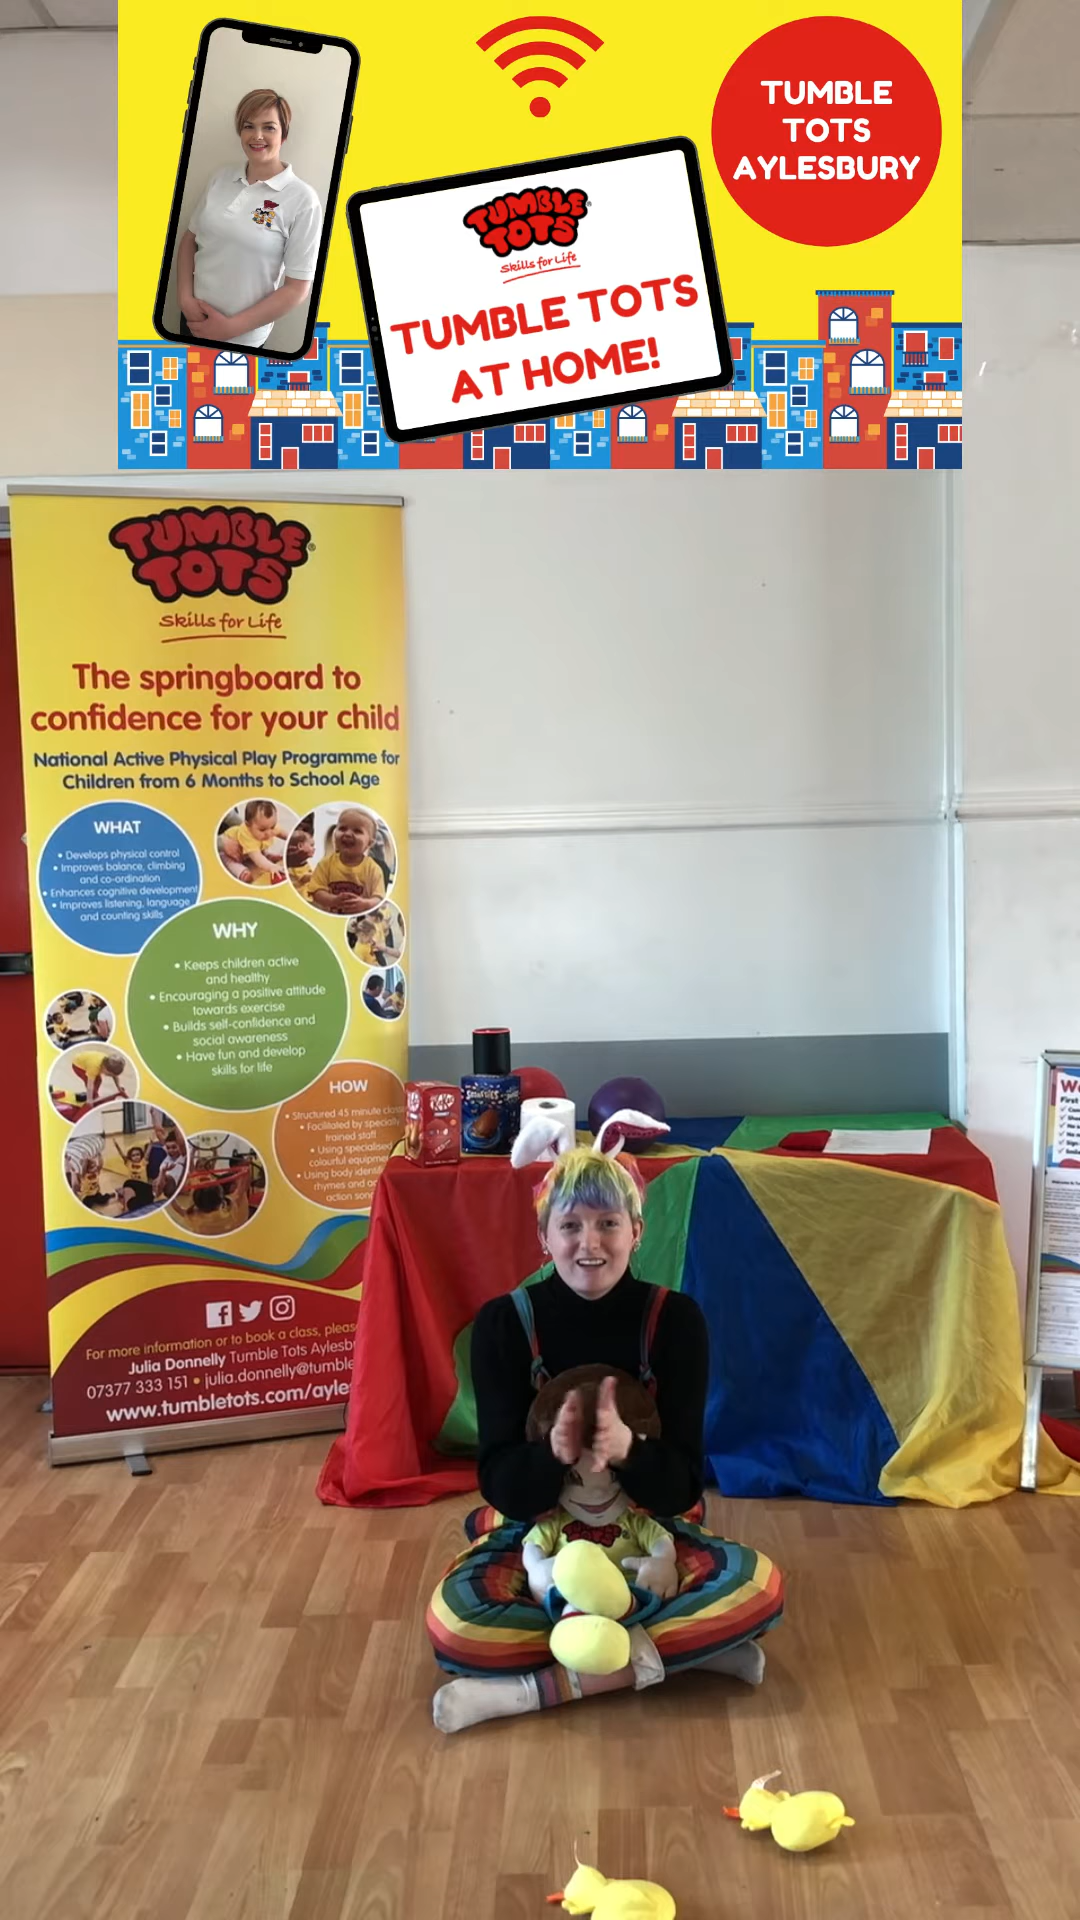 TUMBLE
TOTS
AYLESBURY
TUMBLE
TOTS
Skills for Life
TUMBLE TOTS
AT HOME!
TUMBLE
TOTS
Skills for Life
The springboard to
confidence for your child
National Active Physical Play Programme for
Children from 6 Months to School Age
WHAT
• Develops physical control
• Improves balance, climbing
and co-ordination
• Enhances cognitive development
• Improves listening, language
and counting skills
WHY
• Keeps children active
and healthy
• Encouraging a positive attitude
towards exercise
• Builds self-confidence and
social awareness
• Have fun and develop
skills for life
HOW
• Structured 45 minute class
• Facilitated by
trained staff
• Using specialised
colourful
• Using body
rhymes and
action
For more information or to book a class,
Julia Donnelly Tumble Tots
07377 333 151 • julia.donnelly@tumble
www.tumbletots.com/ayle
KitKat
SMARTIES
TUMBLE
TOTS
First